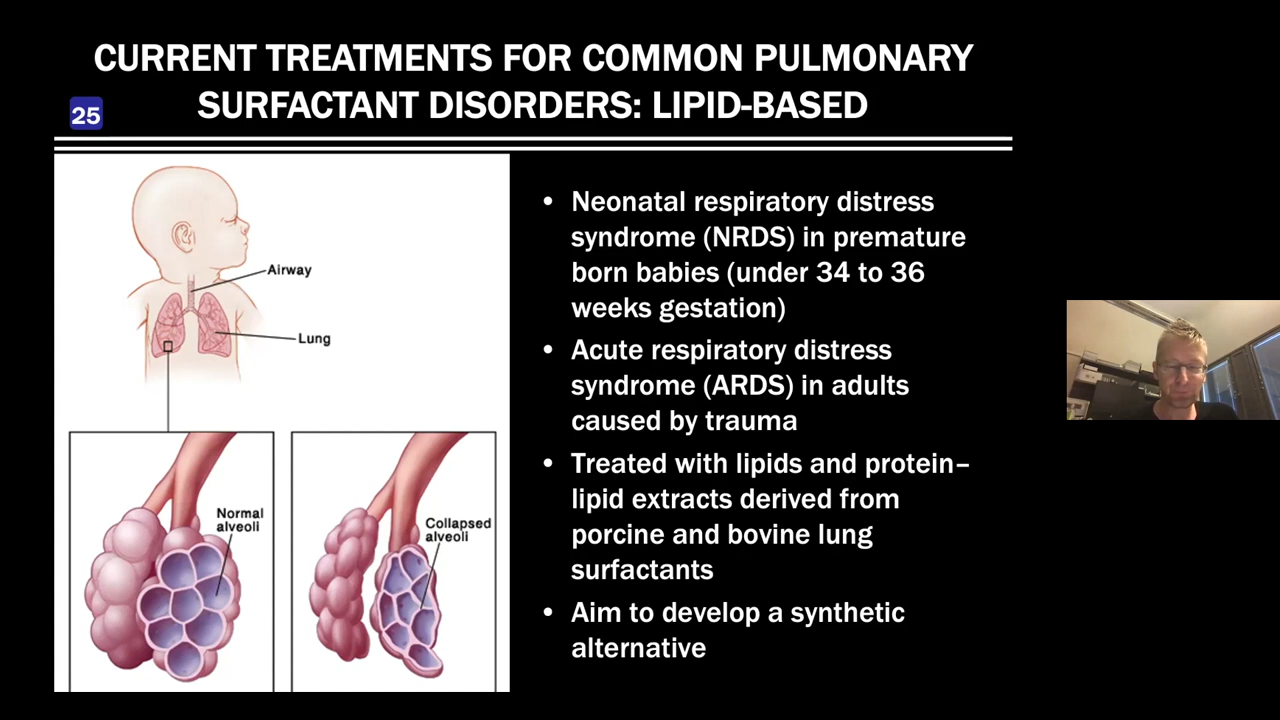 CURRENT TREATMENTS FOR COMMON PULMONARY
SURFACTANT DISORDERS: LIPID-BASED
25
Airway
Lung
Normal
alveoli
Collapsed
alveoli
• Neonatal respiratory distress
syndrome (NRDS) in premature
born babies (under 34 to 36
weeks gestation)
• Acute respiratory distress
syndrome (ARDS) in adults
caused by trauma
• Treated with lipids and protein–
lipid extracts derived from
porcine and bovine lung
surfactants
• Aim to develop a synthetic
alternative